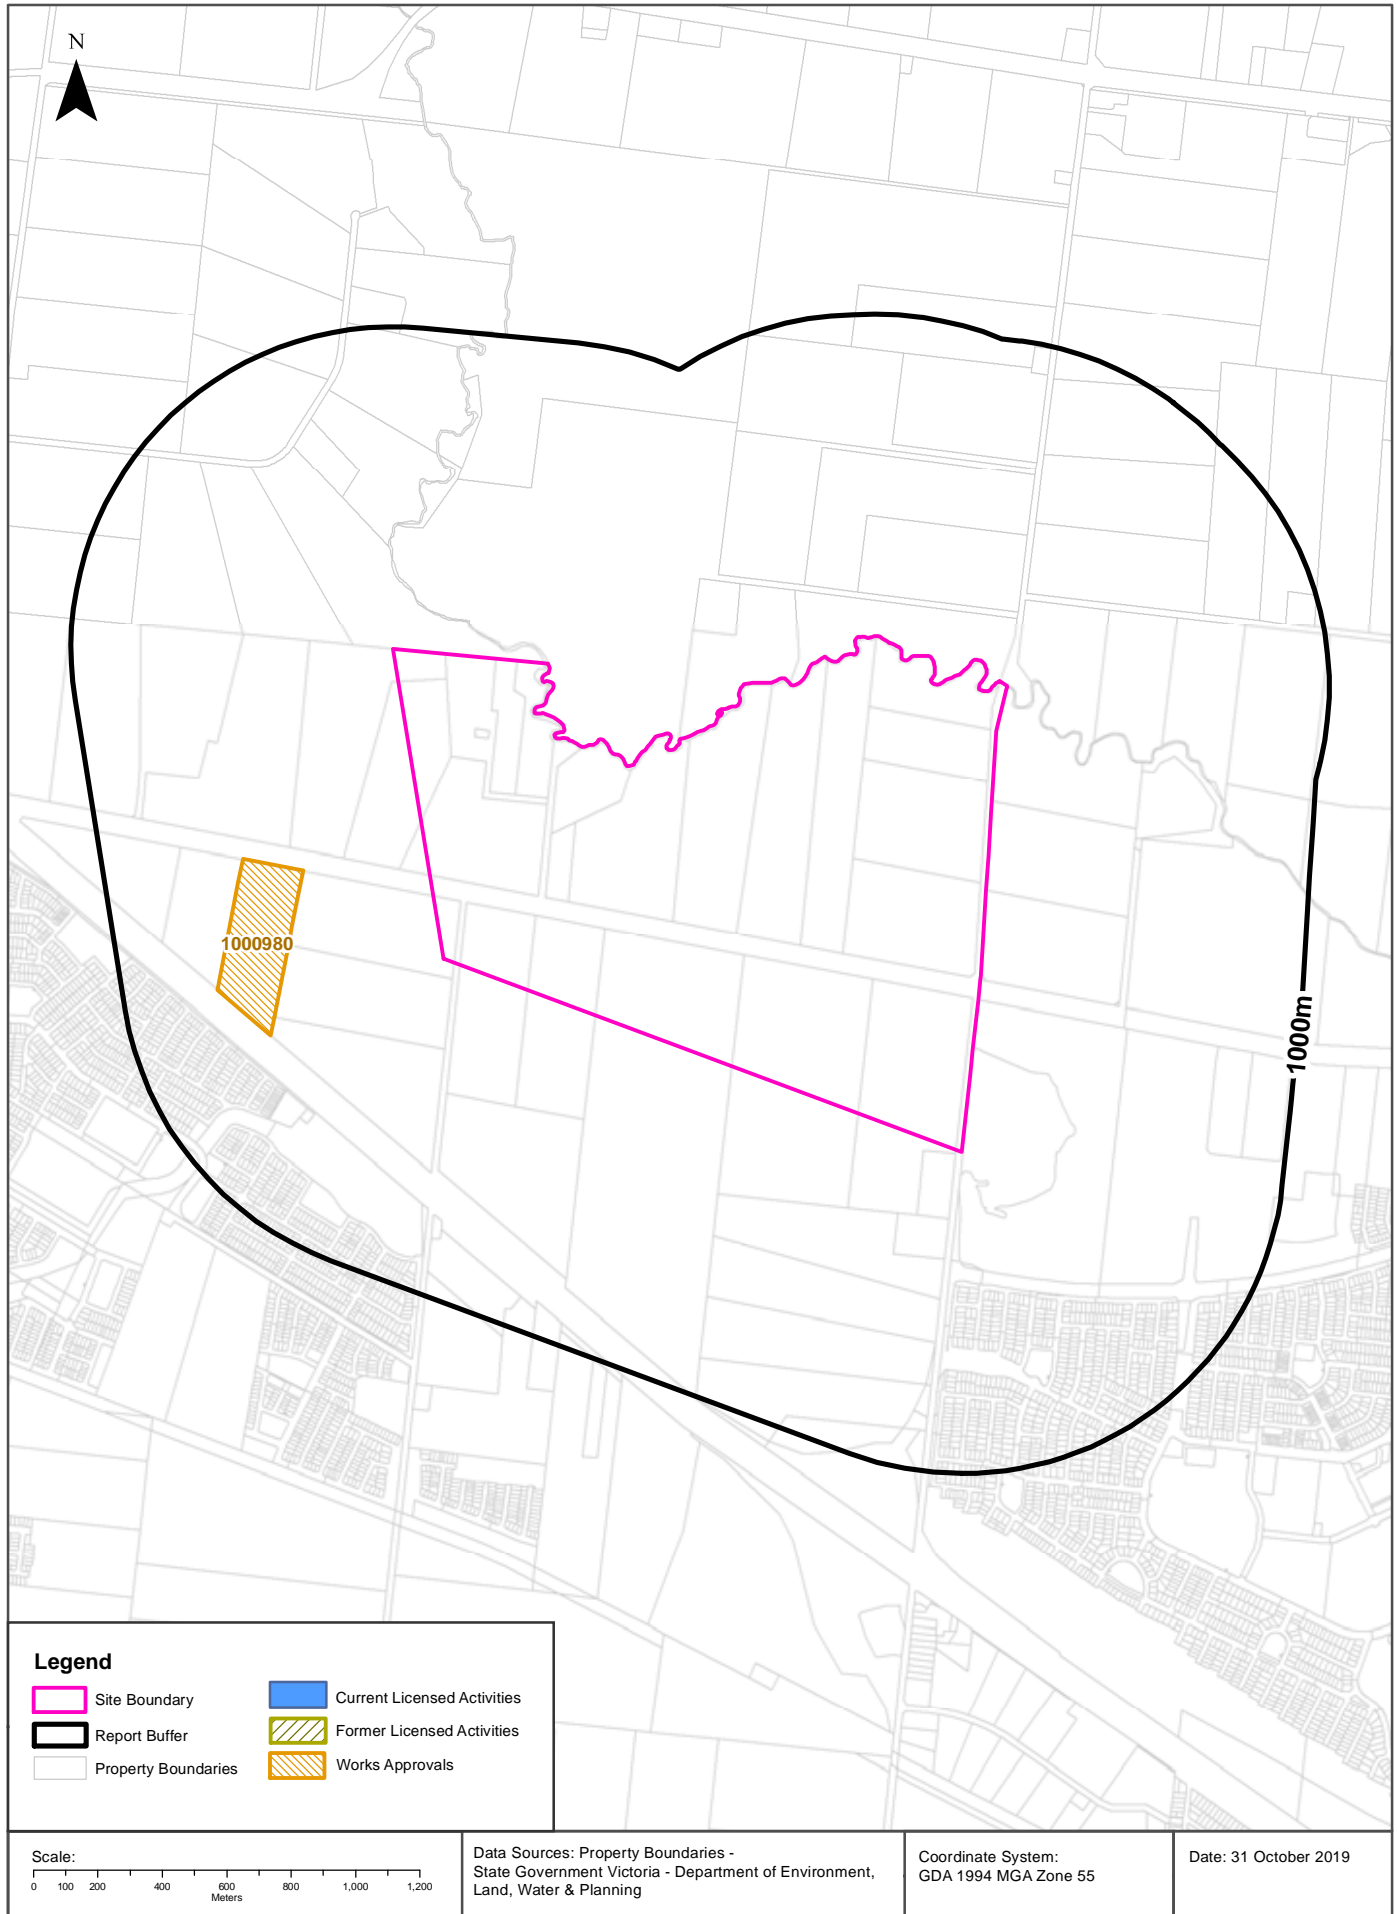 N
1000980
1000m
Legend
Site Boundary
Report Buffer
Property Boundaries
Current Licensed Activities
Former Licensed Activities
Works Approvals
Scale:
0 100 200 400 600 800 1,000 1,200
Meters
Data Sources: Property Boundaries -
State Government Victoria - Department of Environment,
Land, Water & Planning
Coordinate System:
GDA 1994 MGA Zone 55
Date: 31 October 2019